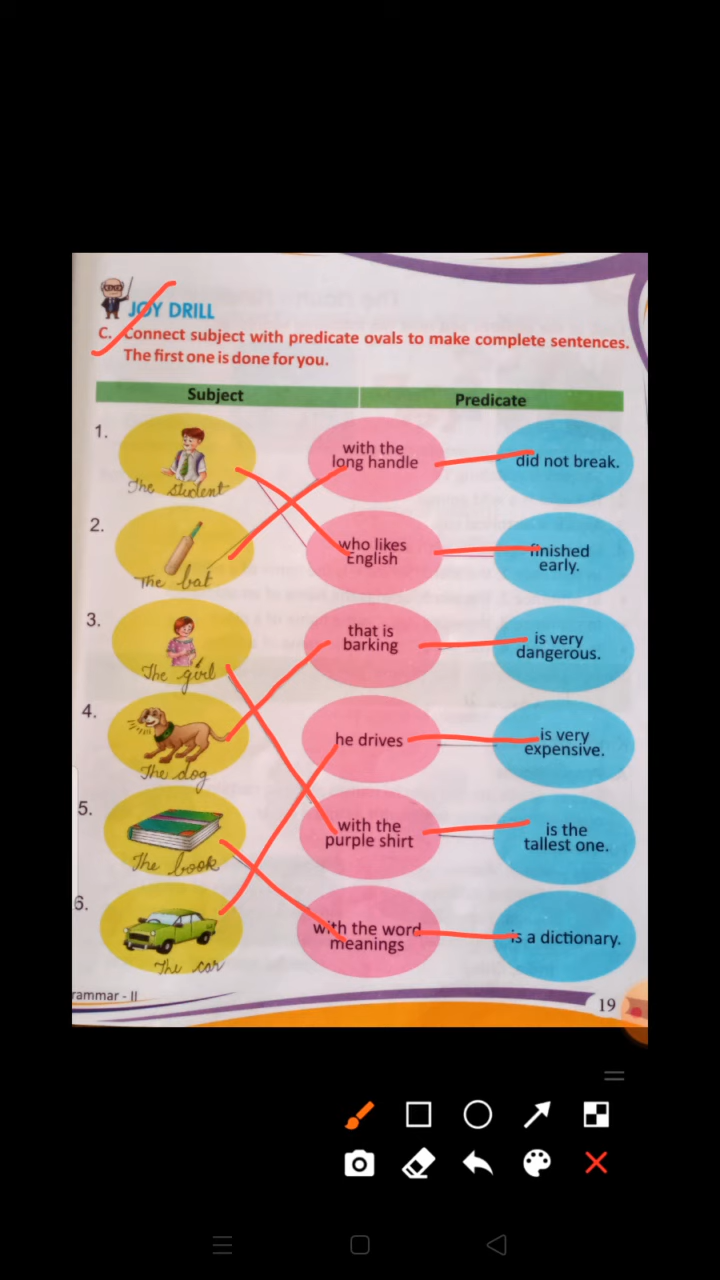 JOY DRILL
C. Connect subject with predicate ovals to make complete sentences.
The first one is done for you.
Subject
Predicate
1.
The student
with the
long handle
did not break.
2.
The bat
who likes
English
finished
early.
3.
The girl
that is
barking
is very
dangerous.
4.
The dog
he drives
is very
expensive.
5.
The book
with the
purple shirt
is the
tallest one.
6.
The car
with the word
meanings
is a dictionary.
rammar - II
19